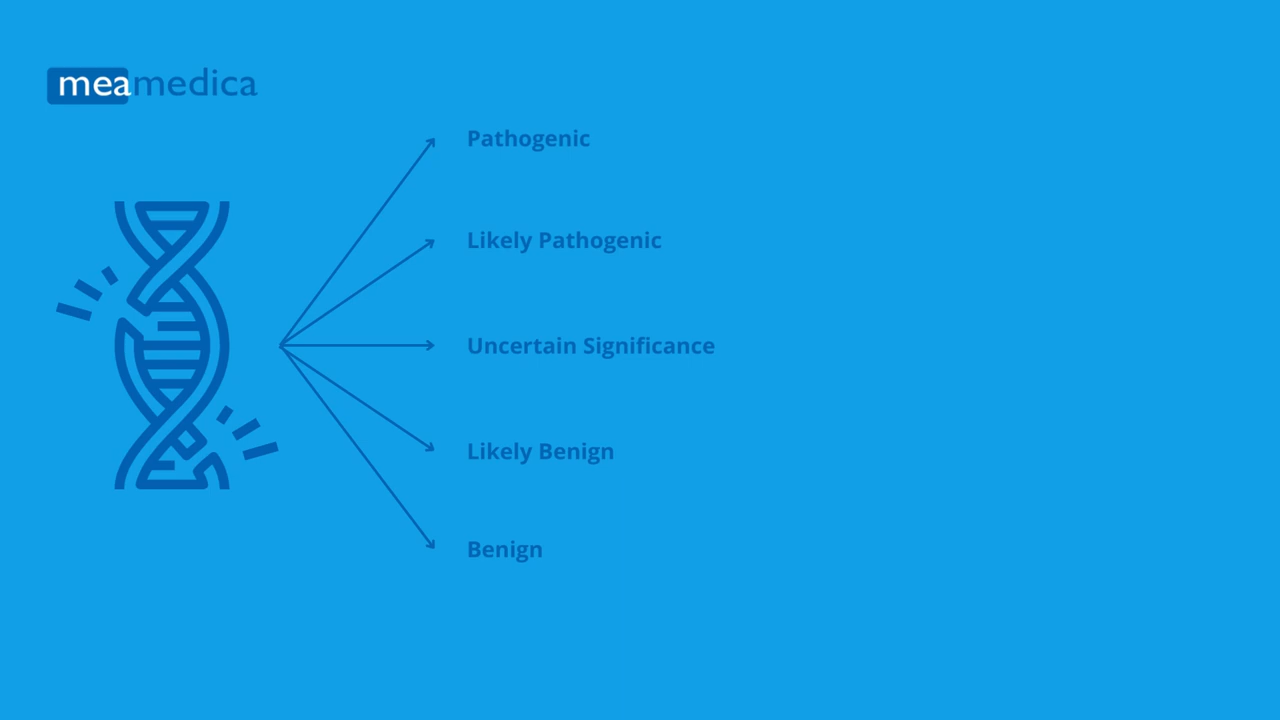 meamedica
Pathogenic
Likely Pathogenic
Uncertain Significance
Likely Benign
Benign